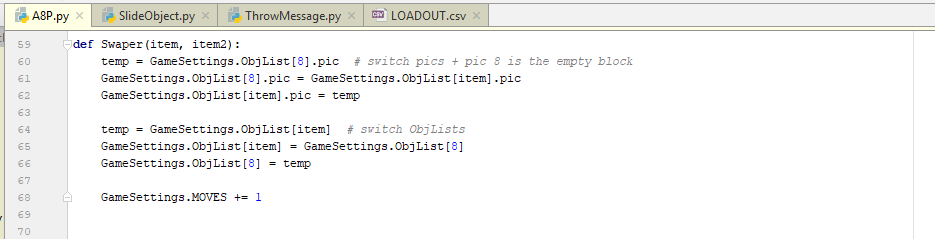 A8P.py SlideObject.py ThrowMessage.py LOADOUT.csv
59 def Swaper(item, item2):
60 temp = GameSettings.ObjList[8].pic # switch pics + pic 8 is the empty block
61 GameSettings.ObjList[8].pic = GameSettings.ObjList[item].pic
62 GameSettings.ObjList[item].pic = temp
63
64 temp = GameSettings.ObjList[item] # switch ObjLists
65 GameSettings.ObjList[item] = GameSettings.ObjList[8]
66 GameSettings.ObjList[8] = temp
67
68 GameSettings.MOVES += 1
69
70